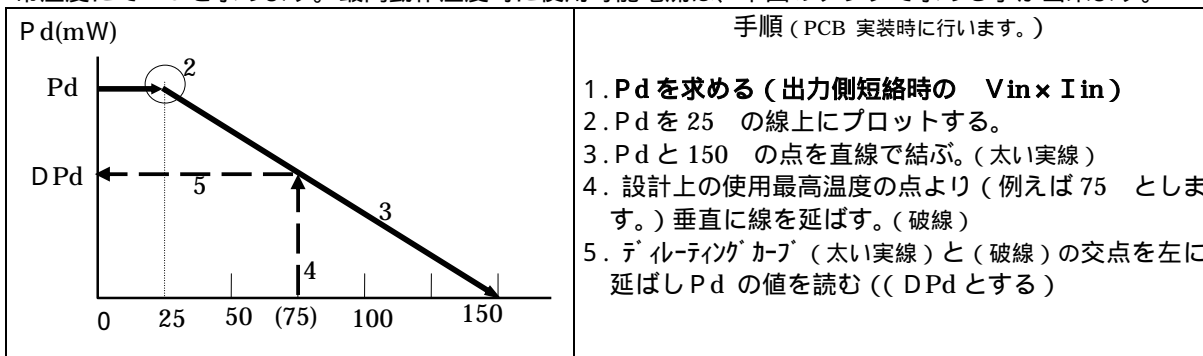 Ｐd(mW)
Pd
2
ＤPd
5
3
4
0 25 50 (75) 100 150
手順（PCB 実装時に行います。）
1．Ｐdを求める（出力側短絡時の　Ｖin×Ｉin）
2．Ｐdを 25　の線上にプロットする。
3．Ｐdと 150　の点を直線で結ぶ。（太い実線）
4．設計上の使用最高温度の点より（例えば 75　としま
す。）垂直に線を延ばす。（破線）
5．ﾃﾞｨﾚｰﾃｨﾝｸﾞｶｰﾌﾞ（太い実線）と（破線）の交点を左に
延ばしＰd の値を読む（（ＤPdとする）